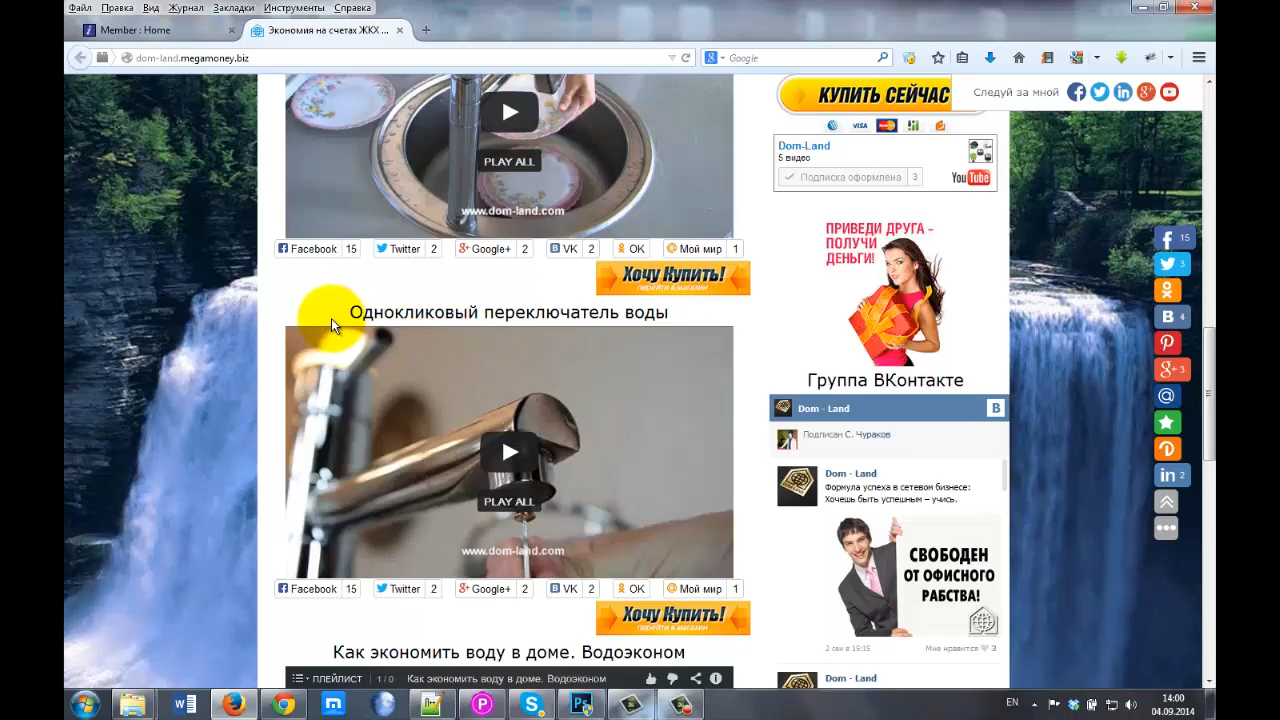 Файл Правка Вид Журнал Закладки Инструменты Справка
Member : Home
Экономия на счетах ЖКХ ...
dom-land.megamoney.biz
Google
КУПИТЬ СЕЙЧАС
Следуй за мной
VISA
Dom-Land
5 видео
Подписка оформлена 3
YouTube
PLAY ALL
www.dom-land.com
Facebook 15 Twitter 2 Google+ 2 VK 2 OK Мой мир 1
Хочу Купить!
перейти в магазин
ПРИВЕДИ ДРУГА –
ПОЛУЧИ
ДЕНЬГИ!
Однокликовый переключатель воды
PLAY ALL
www.dom-land.com
Facebook 15 Twitter 2 Google+ 2 VK 2 OK Мой мир 1
Хочу Купить!
перейти в магазин
Как экономить воду в доме. Водоэконом
ПЛЕЙЛИСТ 1/0 Как экономить воду в доме. Водоэконом
Группа ВКонтакте
Dom - Land
Подписан С. Чураков
Dom - Land
Формула успеха в сетевом бизнесе:
Хочешь быть успешным – учись.
СВОБОДЕН
ОТ ОФИСНОГО
РАБСТВА!
2 сен в 15:15 Мне нравится 3
Dom - Land
15
3
4
3
2
EN
14:00
04.09.2014